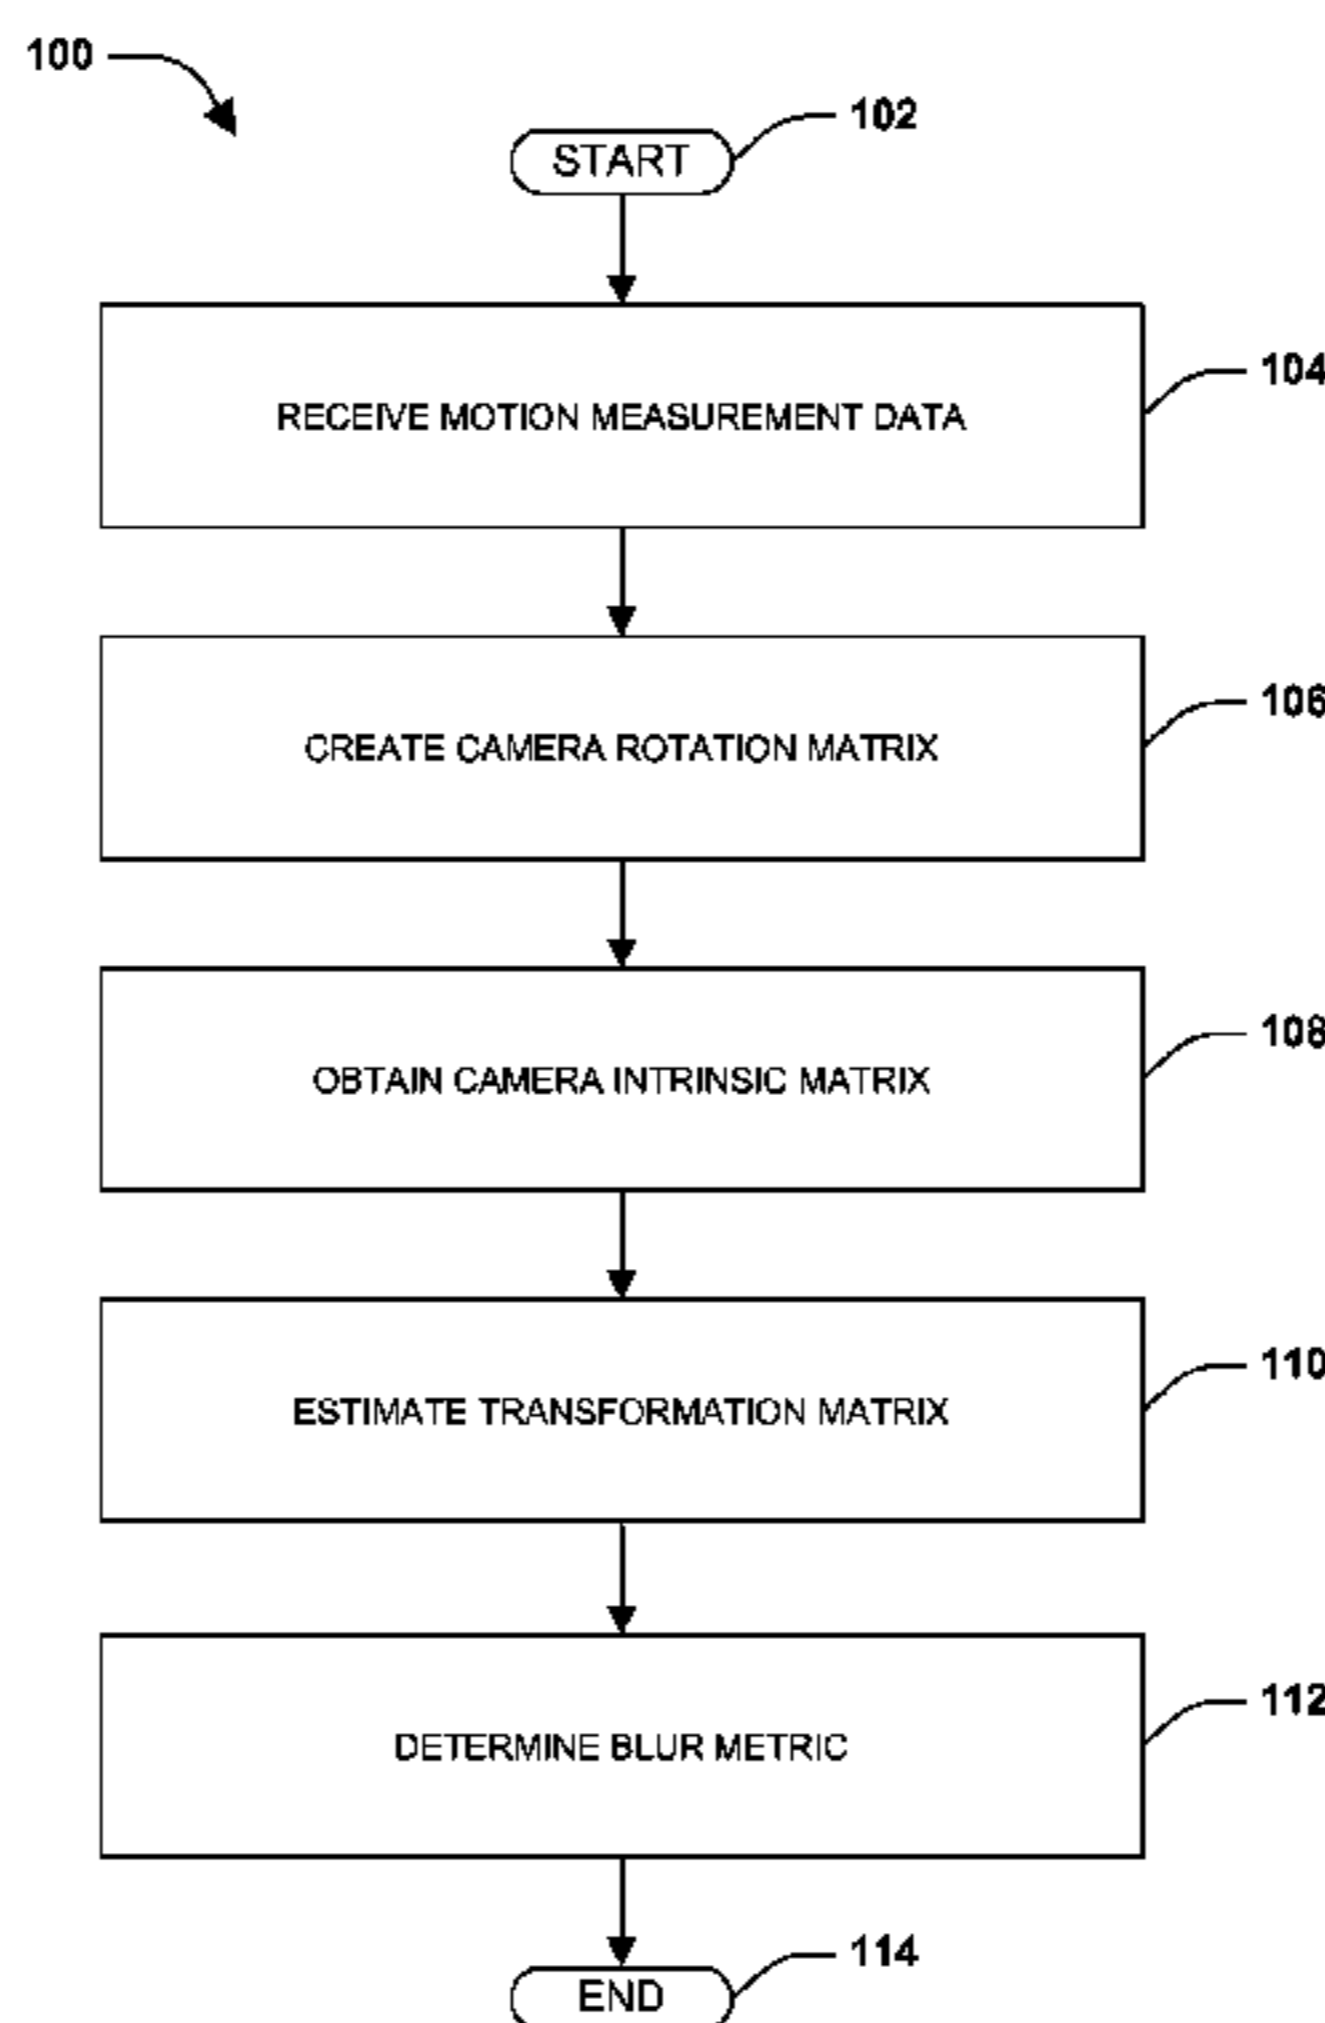 100
102
START
104
RECEIVE MOTION MEASUREMENT DATA
106
CREATE CAMERA ROTATION MATRIX
108
OBTAIN CAMERA INTRINSIC MATRIX
110
ESTIMATE TRANSFORMATION MATRIX
112
DETERMINE BLUR METRIC
114
END